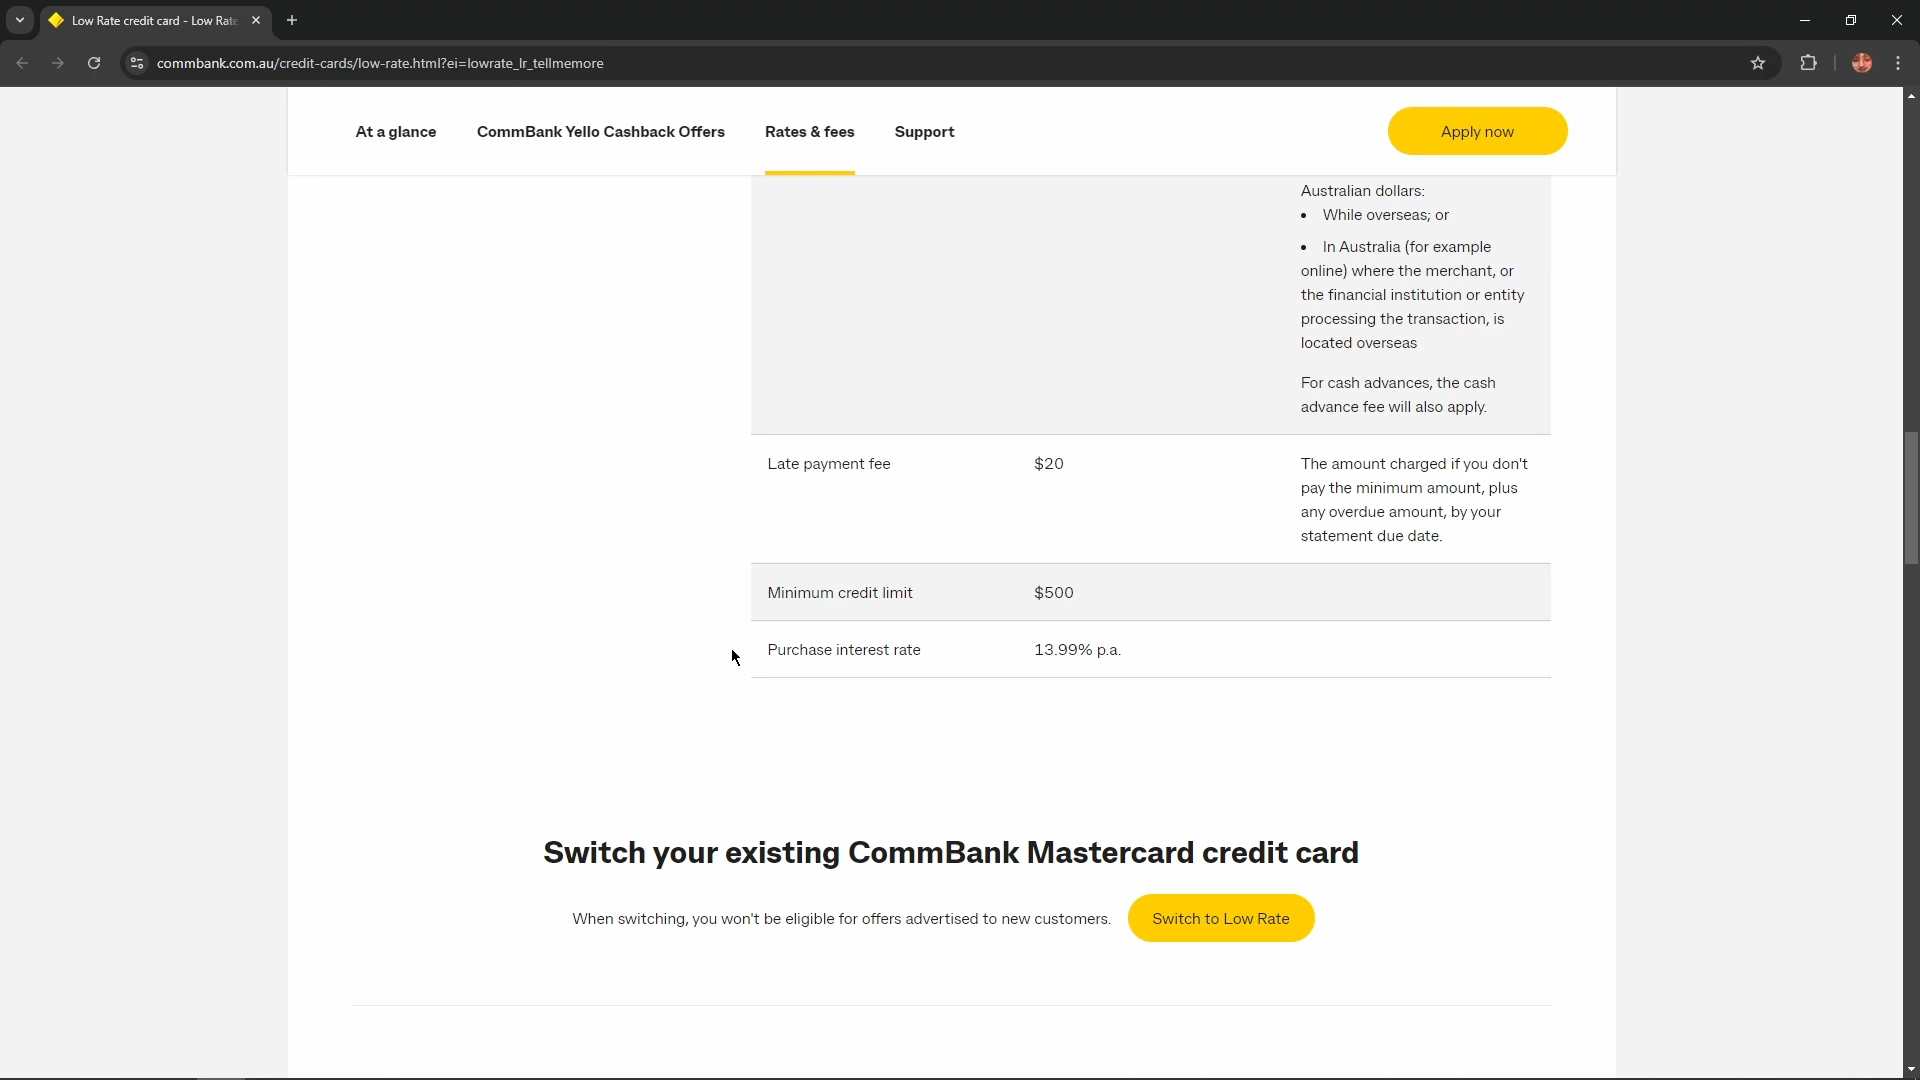 Low Rate credit card - Low Rate
commbank.com.au/credit-cards/low-rate.html?ei=lowrate_lr_tellmemore
At a glance
CommBank Yello Cashback Offers
Rates & fees
Support
Apply now
Australian dollars:
• While overseas; or
• In Australia (for example
online) where the merchant, or
the financial institution or entity
processing the transaction, is
located overseas
For cash advances, the cash
advance fee will also apply.
Late payment fee
$20
The amount charged if you don't
pay the minimum amount, plus
any overdue amount, by your
statement due date.
Minimum credit limit
$500
Purchase interest rate
13.99% p.a.
Switch your existing CommBank Mastercard credit card
When switching, you won't be eligible for offers advertised to new customers.
Switch to Low Rate